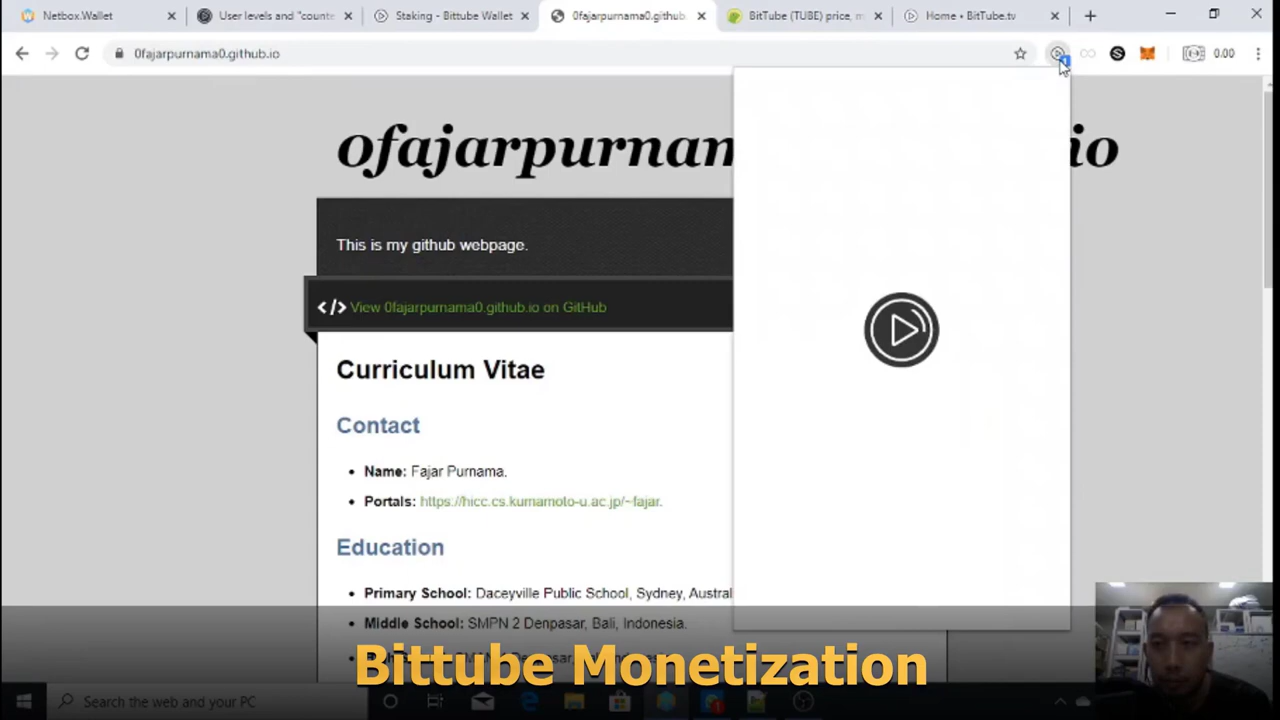 Netbox.Wallet
User levels and "counte
Staking - Bittube Wallet
0fajarpurnama0.github.
BitTube (TUBE) price, m
Home • BitTube.tv
0fajarpurnama0.github.io
0.00
0fajarpurnam
io
This is my github webpage.
</> View 0fajarpurnama0.github.io on GitHub
Curriculum Vitae
Contact
• Name: Fajar Purnama.
• Portals: https://hicc.cs.kumamoto-u.ac.jp/~fajar.
Education
• Primary School: Daceyville Public School, Sydney, Austral
• Middle School: SMPN 2 Denpasar, Bali, Indonesia.
Bittube Monetization
Search the web and your PC